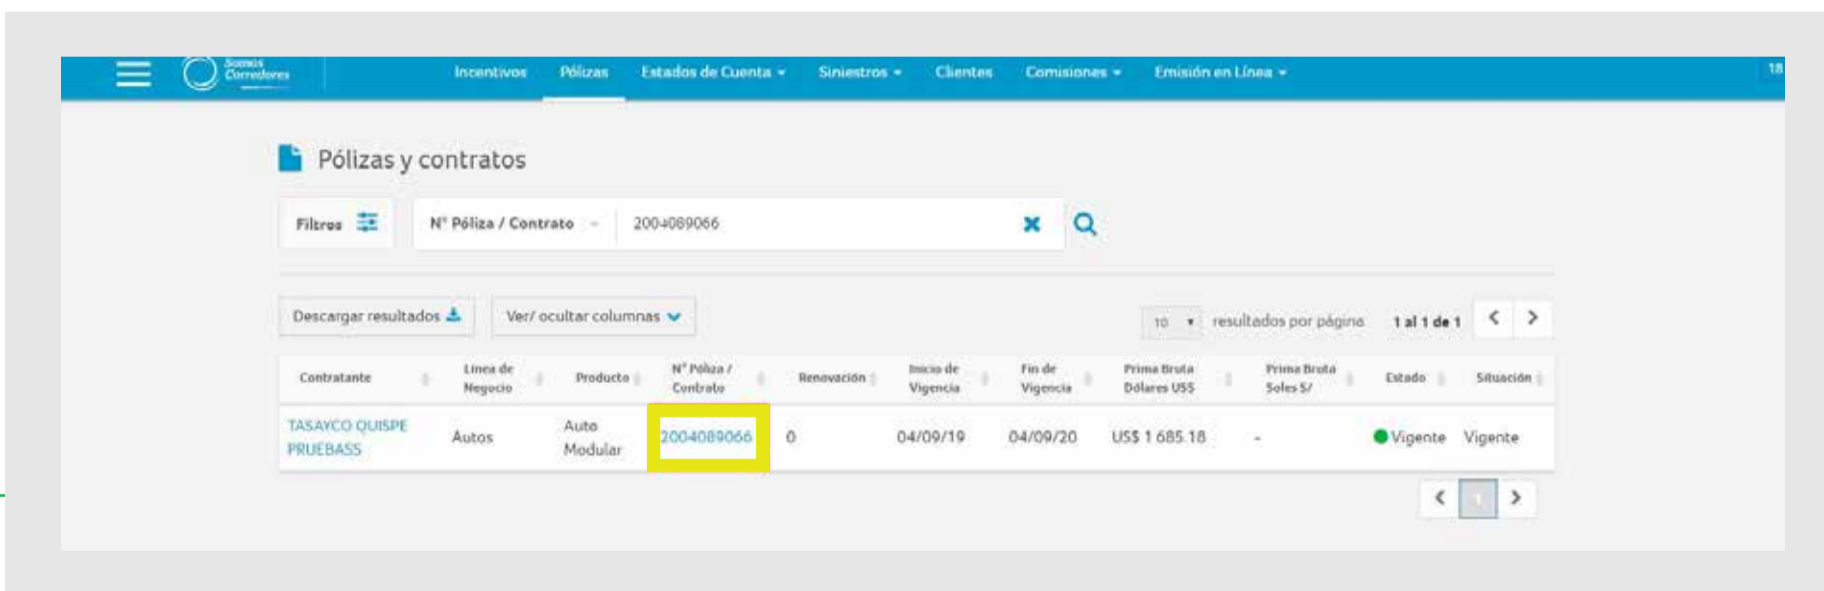 Somos
Corredores
Incentivos Pólizas Estados de Cuenta Siniestros Clientes Comisiones Emisión en Línea 18
Pólizas y contratos
Filtros N° Póliza / Contrato 2004089066
Descargar resultados Ver/ ocultar columnas 10 resultados por página 1 al 1 de 1
Contratante Línea de Negocio Producto N° Póliza / Contrato Renovación Inicio de Vigencia Fin de Vigencia Prima Bruta Dólares US$ Prima Bruta Soles S/ Estado Situación
TASAYCO QUISPE PRUEBASS Autos Auto Modular 2004089066 0 04/09/19 04/09/20 US$ 1 685.18 - Vigente Vigente
1